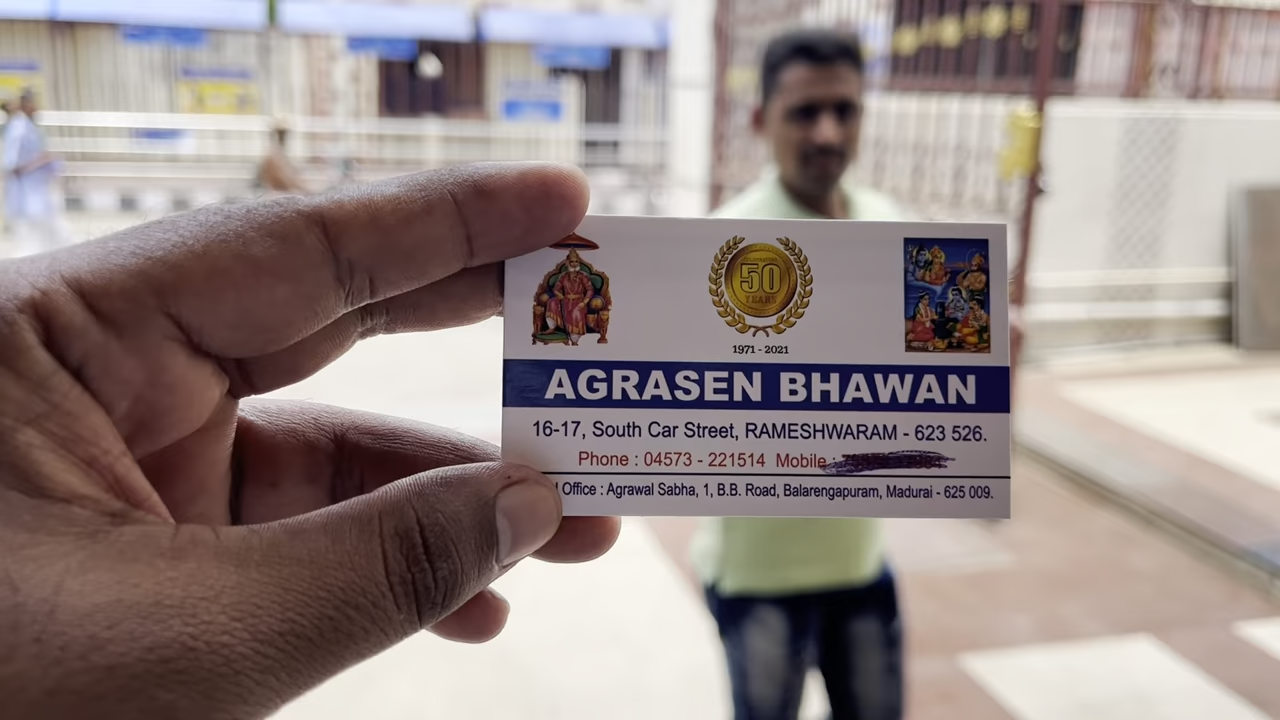 50
YEARS
1971 - 2021
AGRASEN BHAWAN
16-17, South Car Street, RAMESHWARAM - 623 526.
Phone : 04573 - 221514 Mobile :
Office : Agrawal Sabha, 1, B.B. Road, Balarengapuram, Madurai - 625 009.